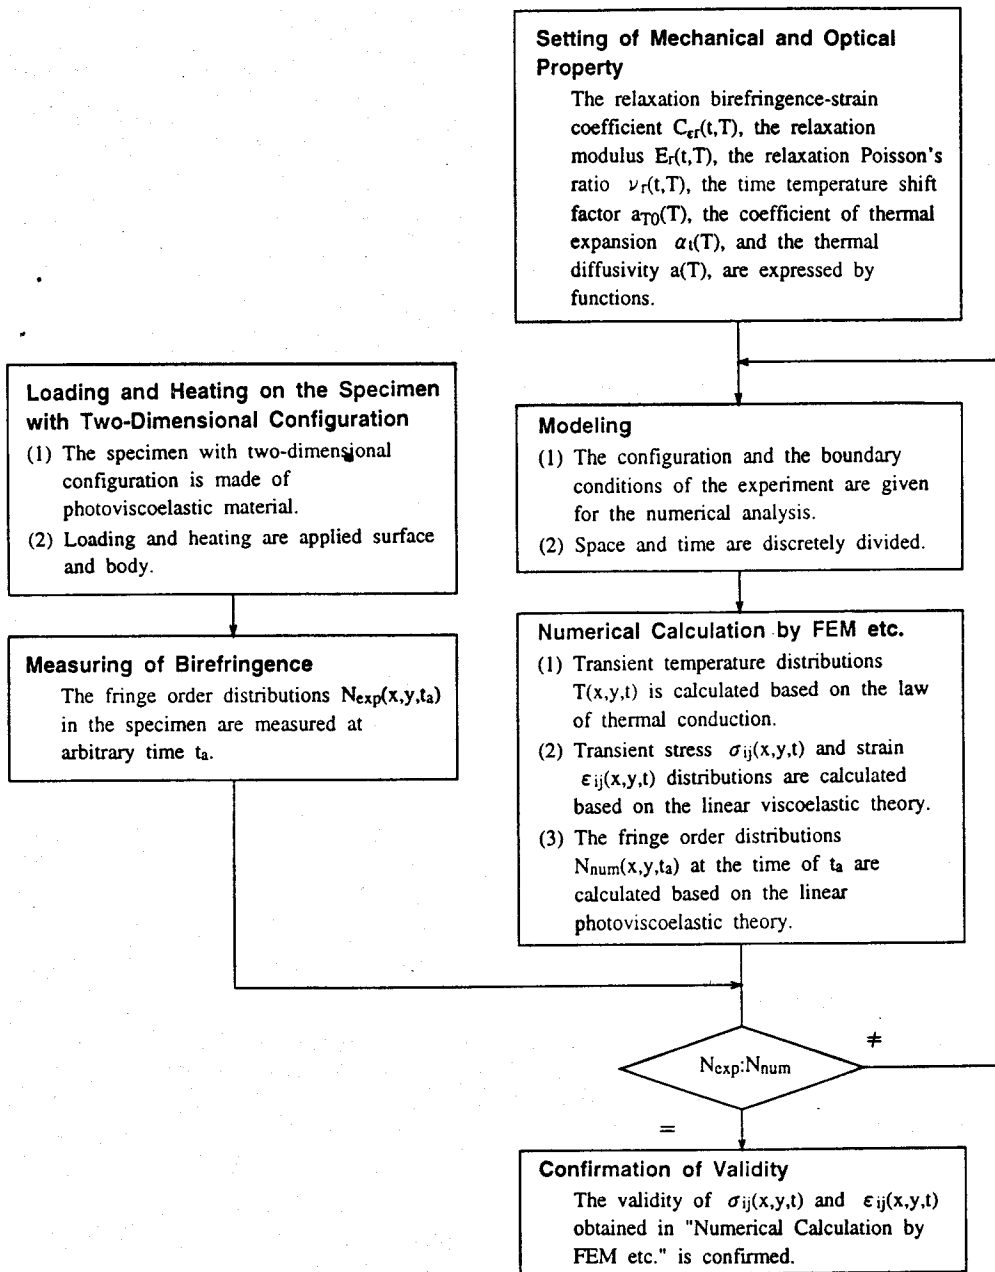 Setting of Mechanical and Optical
Property
The relaxation birefringence-strain
coefficient Cεr(t,T), the relaxation
modulus Er(t,T), the relaxation Poisson's
ratio νr(t,T), the time temperature shift
factor aT0(T), the coefficient of thermal
expansion αt(T), and the thermal
diffusivity a(T), are expressed by
functions.
Loading and Heating on the Specimen
with Two-Dimensional Configuration
(1) The specimen with two-dimensional
configuration is made of
photoviscoelastic material.
(2) Loading and heating are applied surface
and body.
Measuring of Birefringence
The fringe order distributions Nexp(x,y,ta)
in the specimen are measured at
arbitrary time ta.
Modeling
(1) The configuration and the boundary
conditions of the experiment are given
for the numerical analysis.
(2) Space and time are discretely divided.
Numerical Calculation by FEM etc.
(1) Transient temperature distributions
T(x,y,t) is calculated based on the law
of thermal conduction.
(2) Transient stress σij(x,y,t) and strain
εij(x,y,t) distributions are calculated
based on the linear viscoelastic theory.
(3) The fringe order distributions
Nnum(x,y,ta) at the time of ta are
calculated based on the linear
photoviscoelastic theory.
Nexp:Nnum
≠
=
Confirmation of Validity
The validity of σij(x,y,t) and εij(x,y,t)
obtained in "Numerical Calculation by
FEM etc." is confirmed.